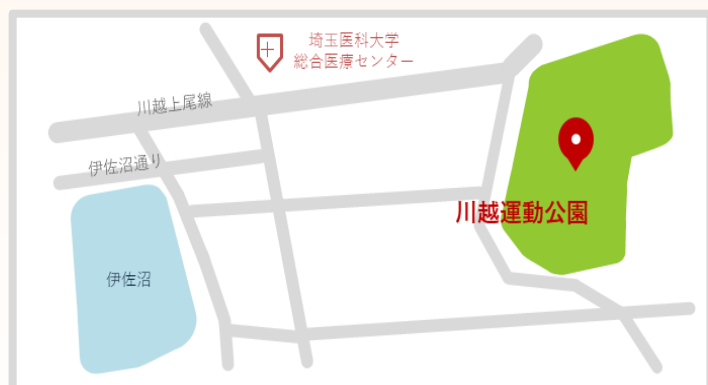 埼玉医科大学
総合医療センター
川越上尾線
伊佐沼通り
川越運動公園
伊佐沼